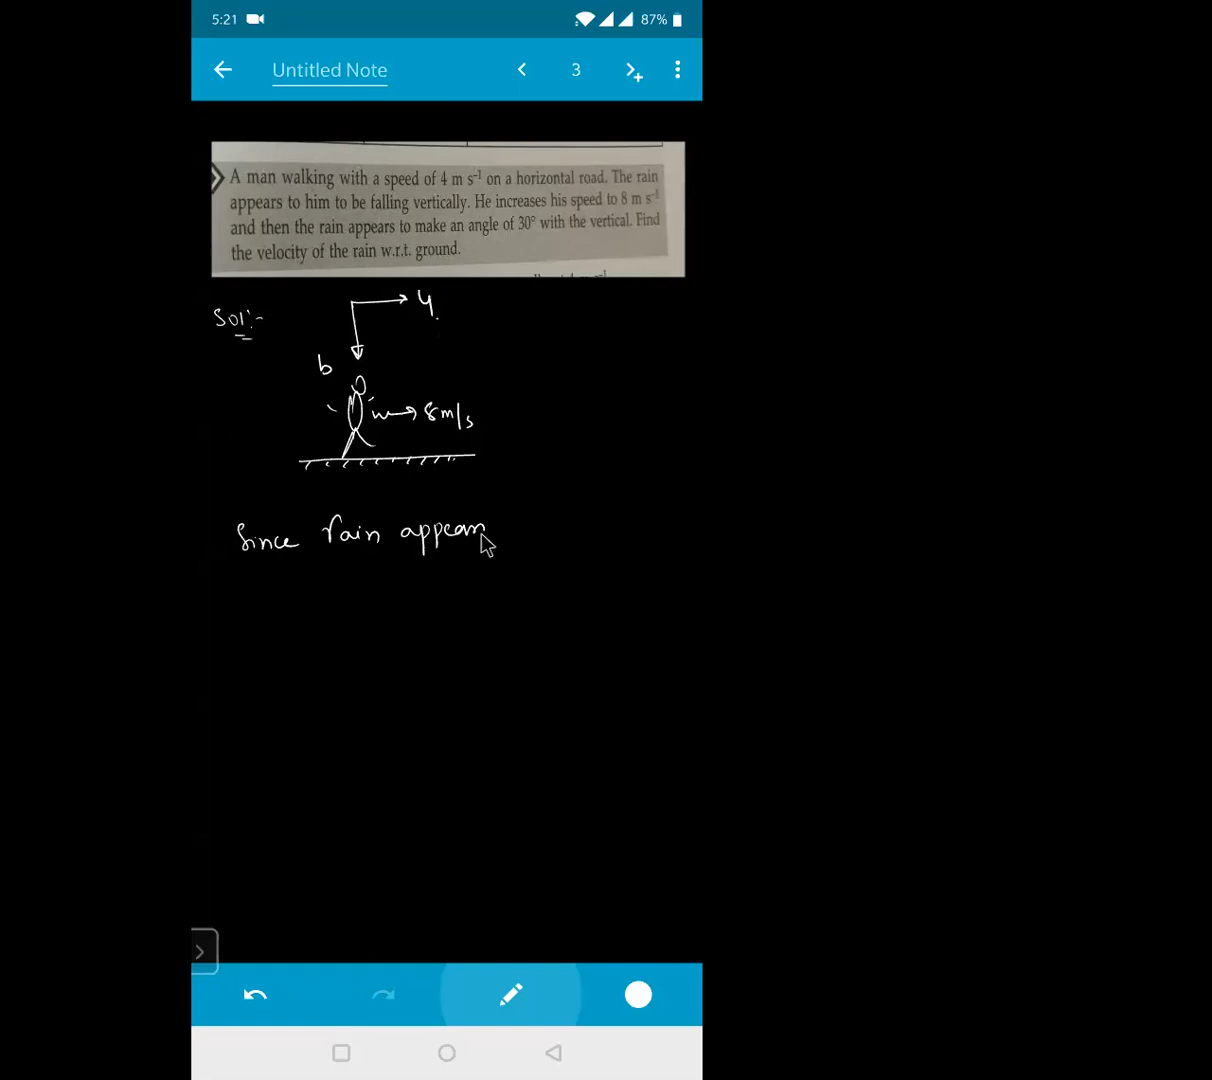 5:21
87%
Untitled Note
3
A man walking with a speed of 4 m s⁻¹ on a horizontal road. The rain
appears to him to be falling vertically. He increases his speed to 8 m s⁻¹
and then the rain appears to make an angle of 30° with the vertical. Find
the velocity of the rain w.r.t. ground.
Sol:-
4
b
8m/s
Since rain appears